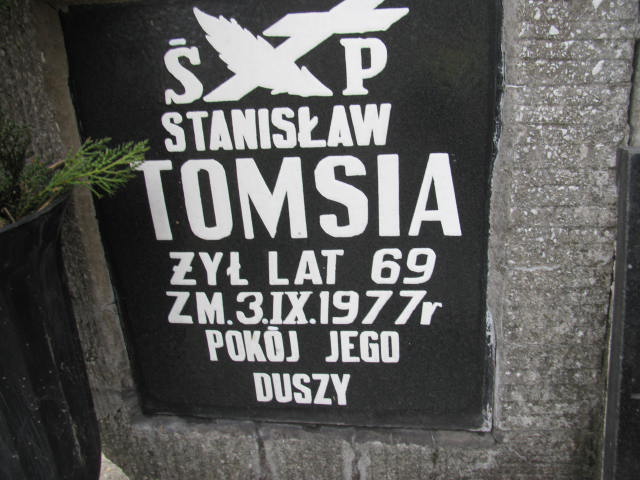 Ś P
STANISŁAW
TOMSIA
ŻYŁ LAT 69
ZM. 3.IX.1977r
POKÓJ JEGO
DUSZY